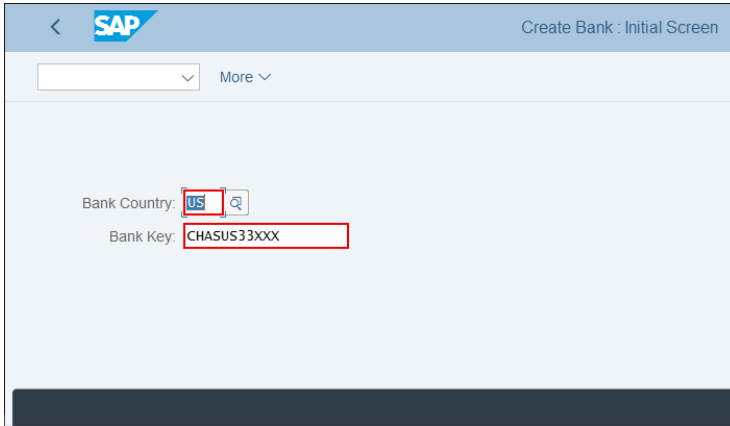 SAP
Create Bank : Initial Screen
More
Bank Country: US
Bank Key: CHASUS33XXX